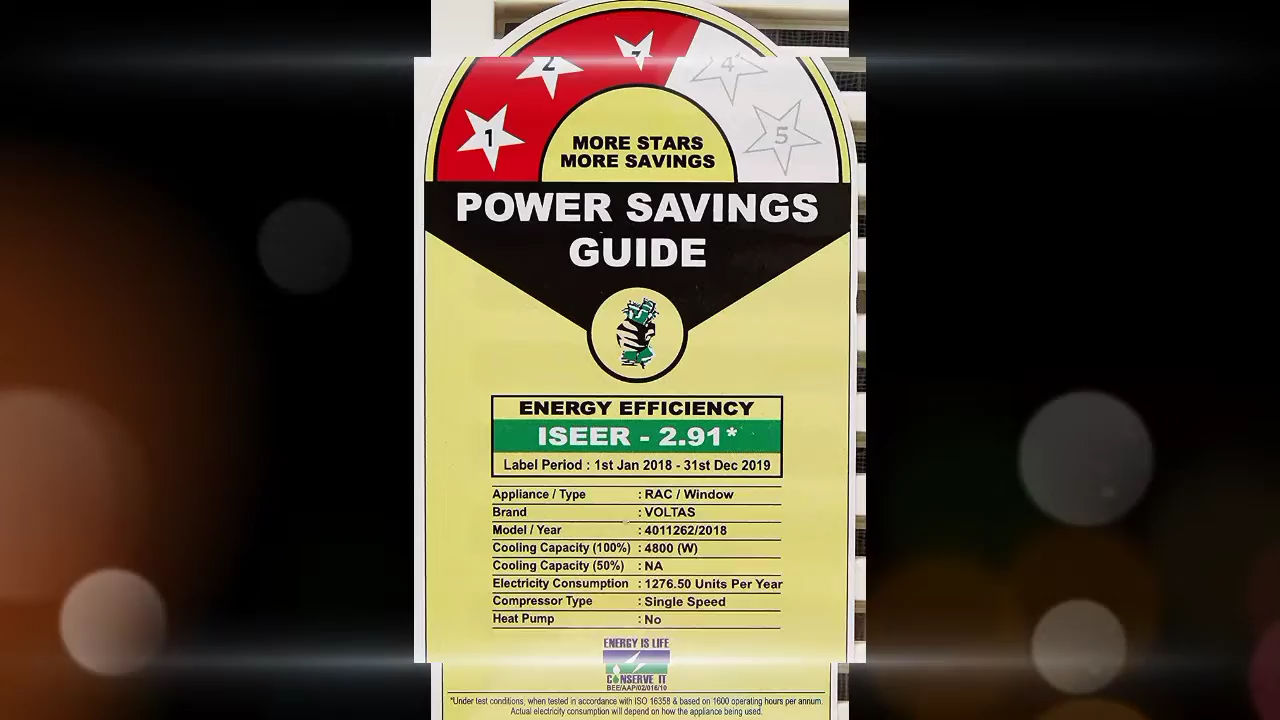 2
3
4
1
5
MORE STARS
MORE SAVINGS
POWER SAVINGS
GUIDE
ENERGY EFFICIENCY
ISEER - 2.91*
Label Period : 1st Jan 2018 - 31st Dec 2019
Appliance / Type : RAC / Window
Brand : VOLTAS
Model / Year : 4011262/2018
Cooling Capacity (100%) : 4800 (W)
Cooling Capacity (50%) : NA
Electricity Consumption : 1276.50 Units Per Year
Compressor Type : Single Speed
Heat Pump : No
ENERGY IS LIFE
CONSERVE IT
BEE/AAP/02/016/10
*Under test conditions, when tested in accordance with ISO 16358 & based on 1600 operating hours per annum.
Actual electricity consumption will depend on how the appliance being used.